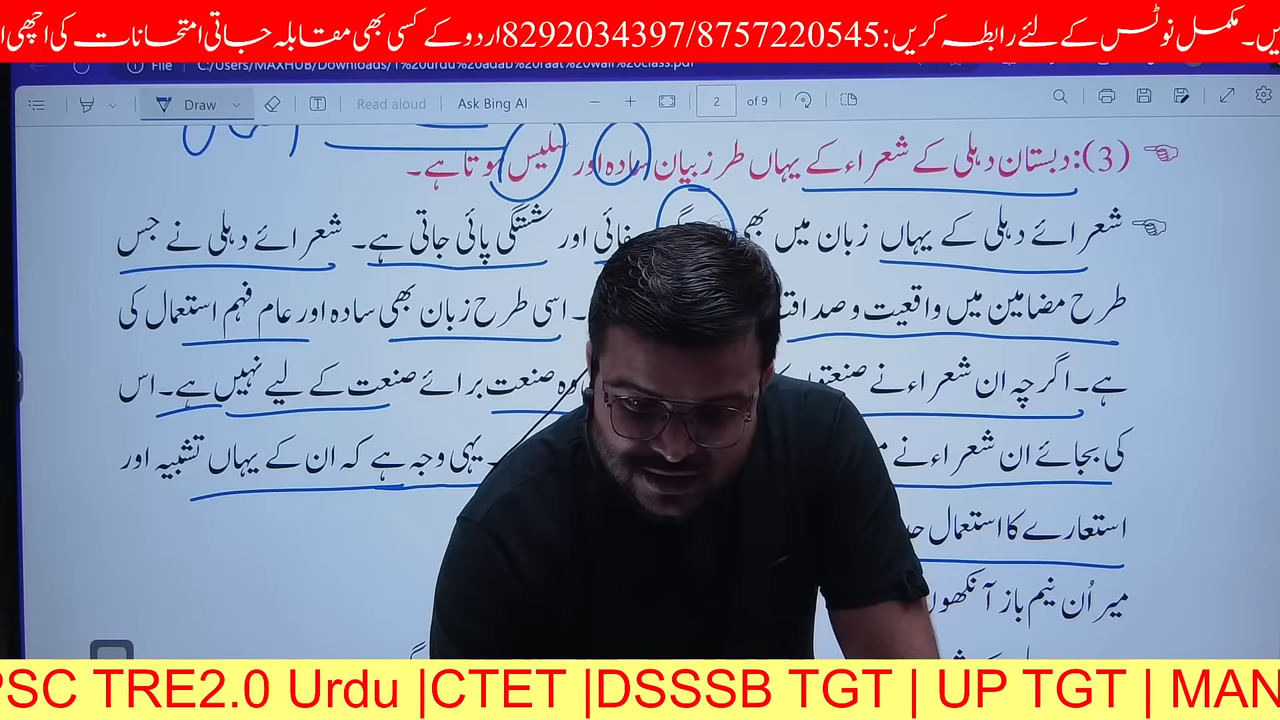 یں۔ مکمل نوٹس کے لئے رابطہ کریں: 8292034397/8757220545 اردو کے کسی بھی مقابلہ جاتی امتحانات کی اچھی ا
File C:/Users/MAXHUB/Downloads/1%20urdu%20adab%20raat%20wali%20class.pdf
Draw Read aloud Ask Bing AI 2 of 9
(3): دبستان دہلی کے شعراء کے یہاں طرز بیان سادہ اور سلیس ہوتا ہے۔
شعرائے دہلی کے یہاں زبان میں بھی صفائی اور شستگی پائی جاتی ہے۔ شعرائے دہلی نے جس
طرح مضامین میں واقعیت و صداقت ۔ اسی طرح زبان بھی سادہ اور عام فہم استعمال کی
ہے۔ اگرچہ ان شعراء نے وہ صنعت برائے صنعت کے لیے نہیں ہے۔ اس
کی بجائے ان شعراء نے ۔ یہی وجہ ہے کہ ان کے یہاں تشبیہ اور
استعارے کا استعمال
میر اُن نیم باز آنکھوں
PSC TRE2.0 Urdu |CTET |DSSSB TGT | UP TGT | MAN